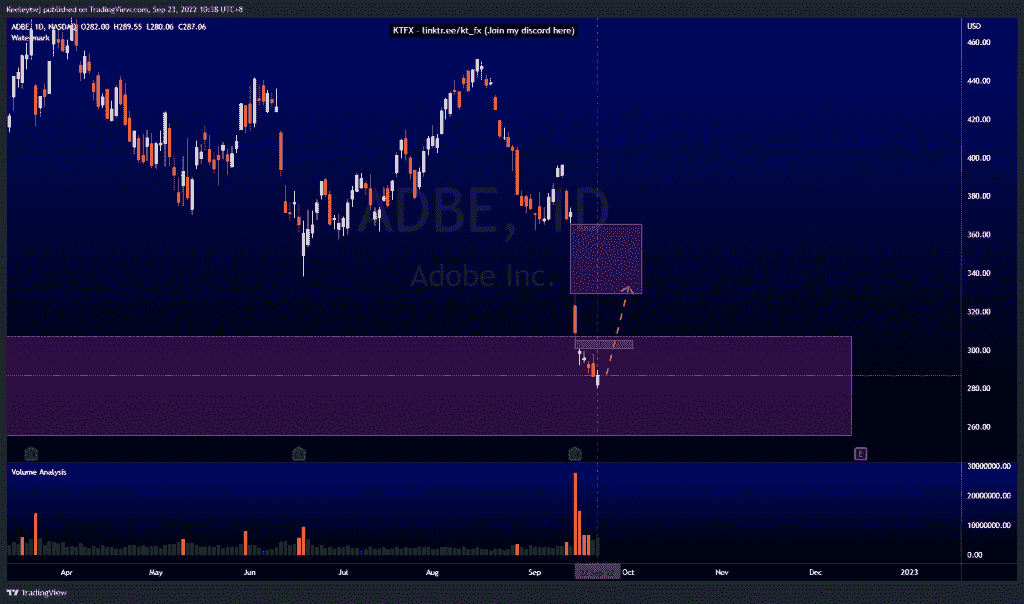 Keeleytwj published on TradingView.com, Sep 23, 2022 10:38 UTC+8
ADBE, 1D, NASDAQ O282.00 H289.55 L280.06 C287.06
Watermark
KTFX - linktr.ee/kt_fx (Join my discord here)
USD
460.00
440.00
420.00
400.00
380.00
360.00
340.00
320.00
300.00
280.00
260.00
ADBE, 1D
Adobe Inc.
E
Volume Analysis
30000000.00
20000000.00
10000000.00
0.00
Apr
May
Jun
Jul
Aug
Sep
Oct
Nov
Dec
2023
TradingView